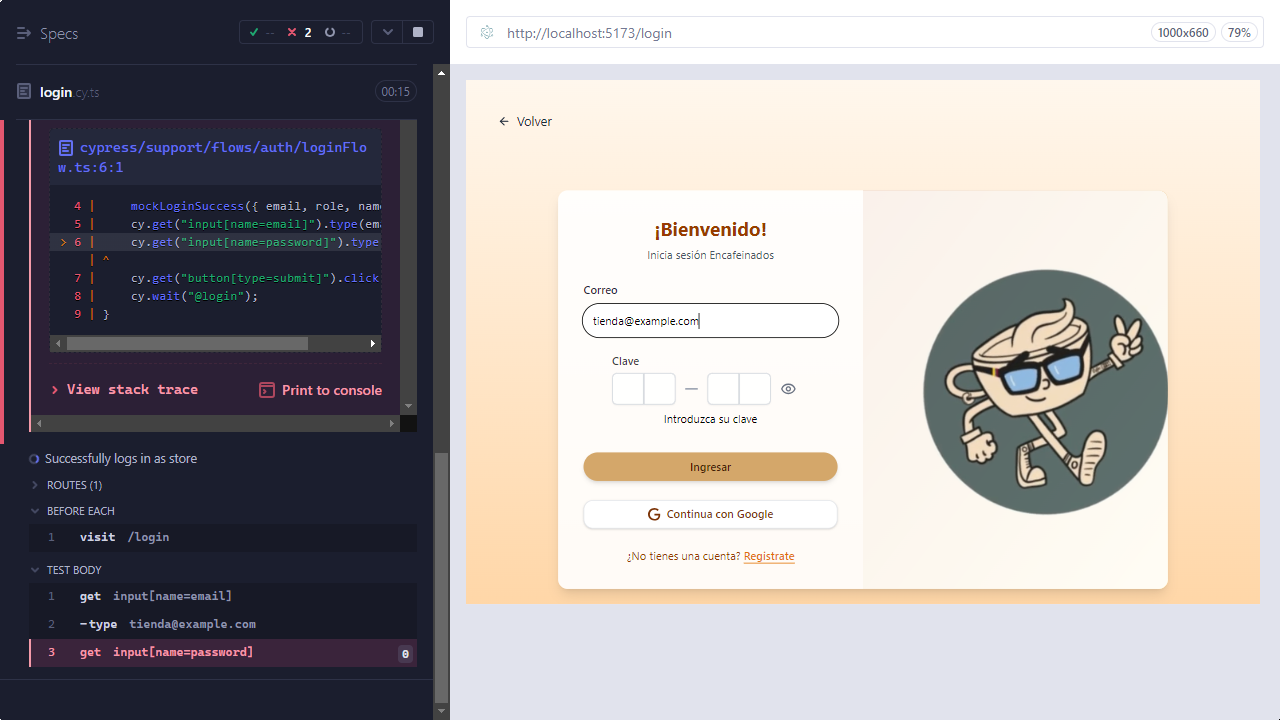 Specs
-- 2 --
login.cy.ts 00:15
cypress/support/flows/auth/loginFlo
w.ts:6:1
4 | mockLoginSuccess({ email, role, name
5 | cy.get("input[name=email]").type(ema
> 6 | cy.get("input[name=password]").type
| ^
7 | cy.get("button[type=submit]").click
8 | cy.wait("@login");
9 | }
> View stack trace
Print to console
Successfully logs in as store
ROUTES (1)
BEFORE EACH
1 visit /login
TEST BODY
1 get input[name=email]
2 -type tienda@example.com
3 get input[name=password] 0
http://localhost:5173/login
1000x660
79%
← Volver
¡Bienvenido!
Inicia sesión Encafeinados
Correo
tienda@example.com
Clave
Introduzca su clave
Ingresar
G Continua con Google
¿No tienes una cuenta? Registrate